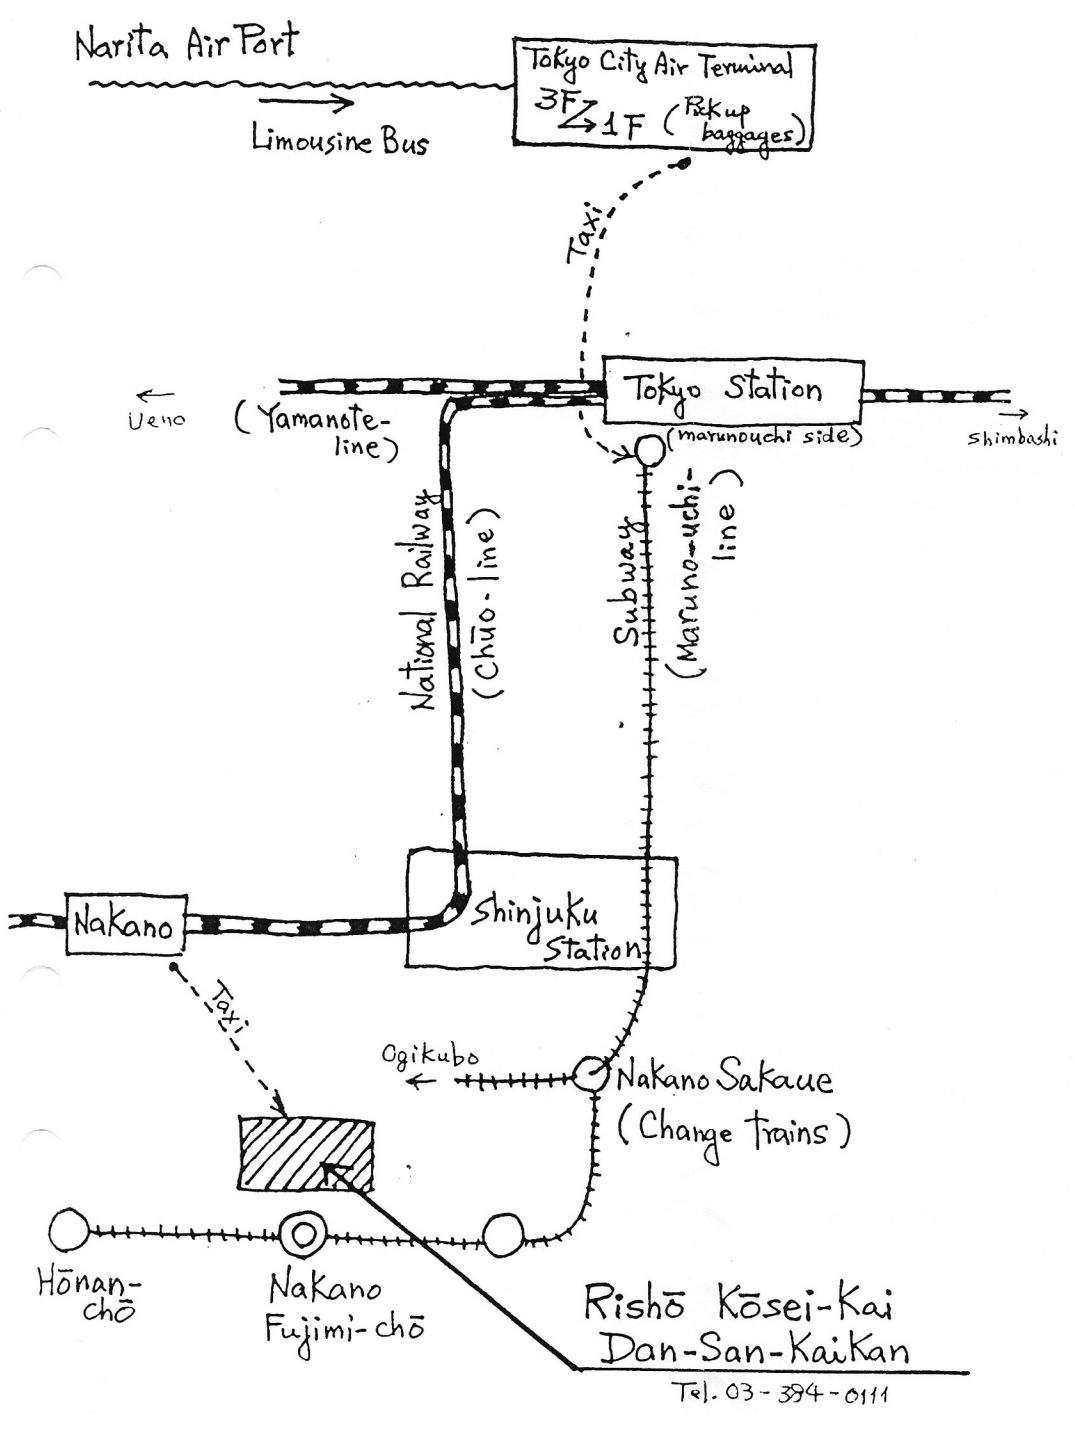 Narita Air Port
Limousine Bus
Tokyo City Air Terminal
3F → 1F (Pick up
baggages)
Taxi
Tokyo Station
(marunouchi side)
← Ueno
(Yamanote-
line)
→ Shimbashi
National Railway
(Chūo-line)
Subway
(Maruno-uchi-
line)
Shinjuku
Station
Nakano
Taxi
Ogikubo ←
Nakano Sakaue
(Change trains)
Hōnan-
chō
Nakano
Fujimi-chō
Risshō Kōsei-Kai
Dan-San-Kaikan
Tel. 03-384-0111